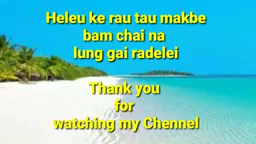 Heleu ke rau tau makbe
bam chai na
lung gai radelei
Thank you
for
watching my Chennel